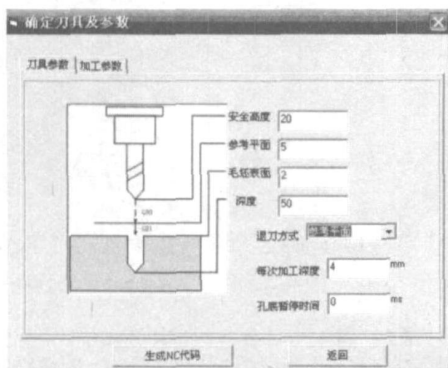 确定刀具及参数
刀具参数 加工参数
安全高度 20
参考平面 5
毛坯表面 2
深度 50
退刀方式
每次加工深度 4 mm
孔底暂停时间 0 ms
生成NC代码 返回